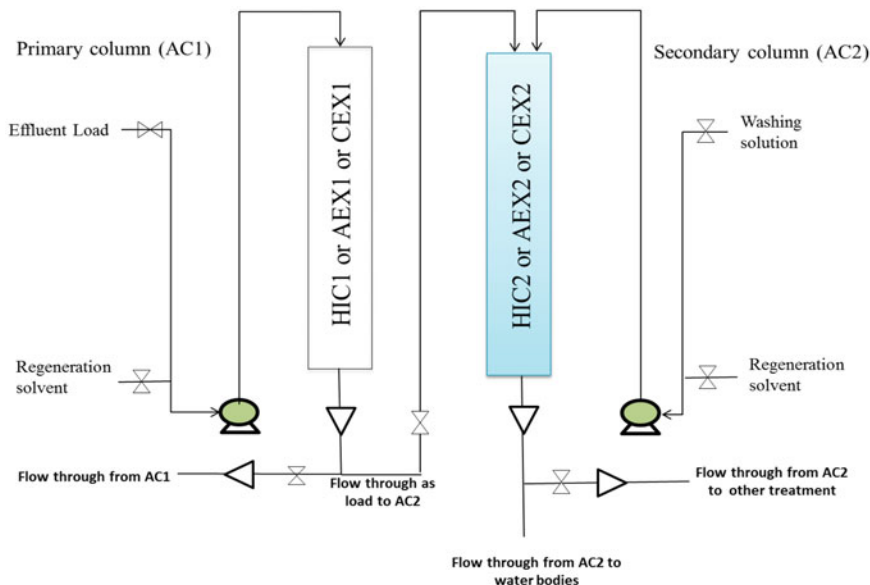 Primary column (AC1)
Secondary column (AC2)
Effluent Load
Washing
solution
HIC1 or AEX1 or CEX1
HIC2 or AEX2 or CEX2
Regeneration
solvent
Regeneration
solvent
Flow through from AC1
Flow through as
load to AC2
Flow through from AC2
to other treatment
Flow through from AC2 to
water bodies